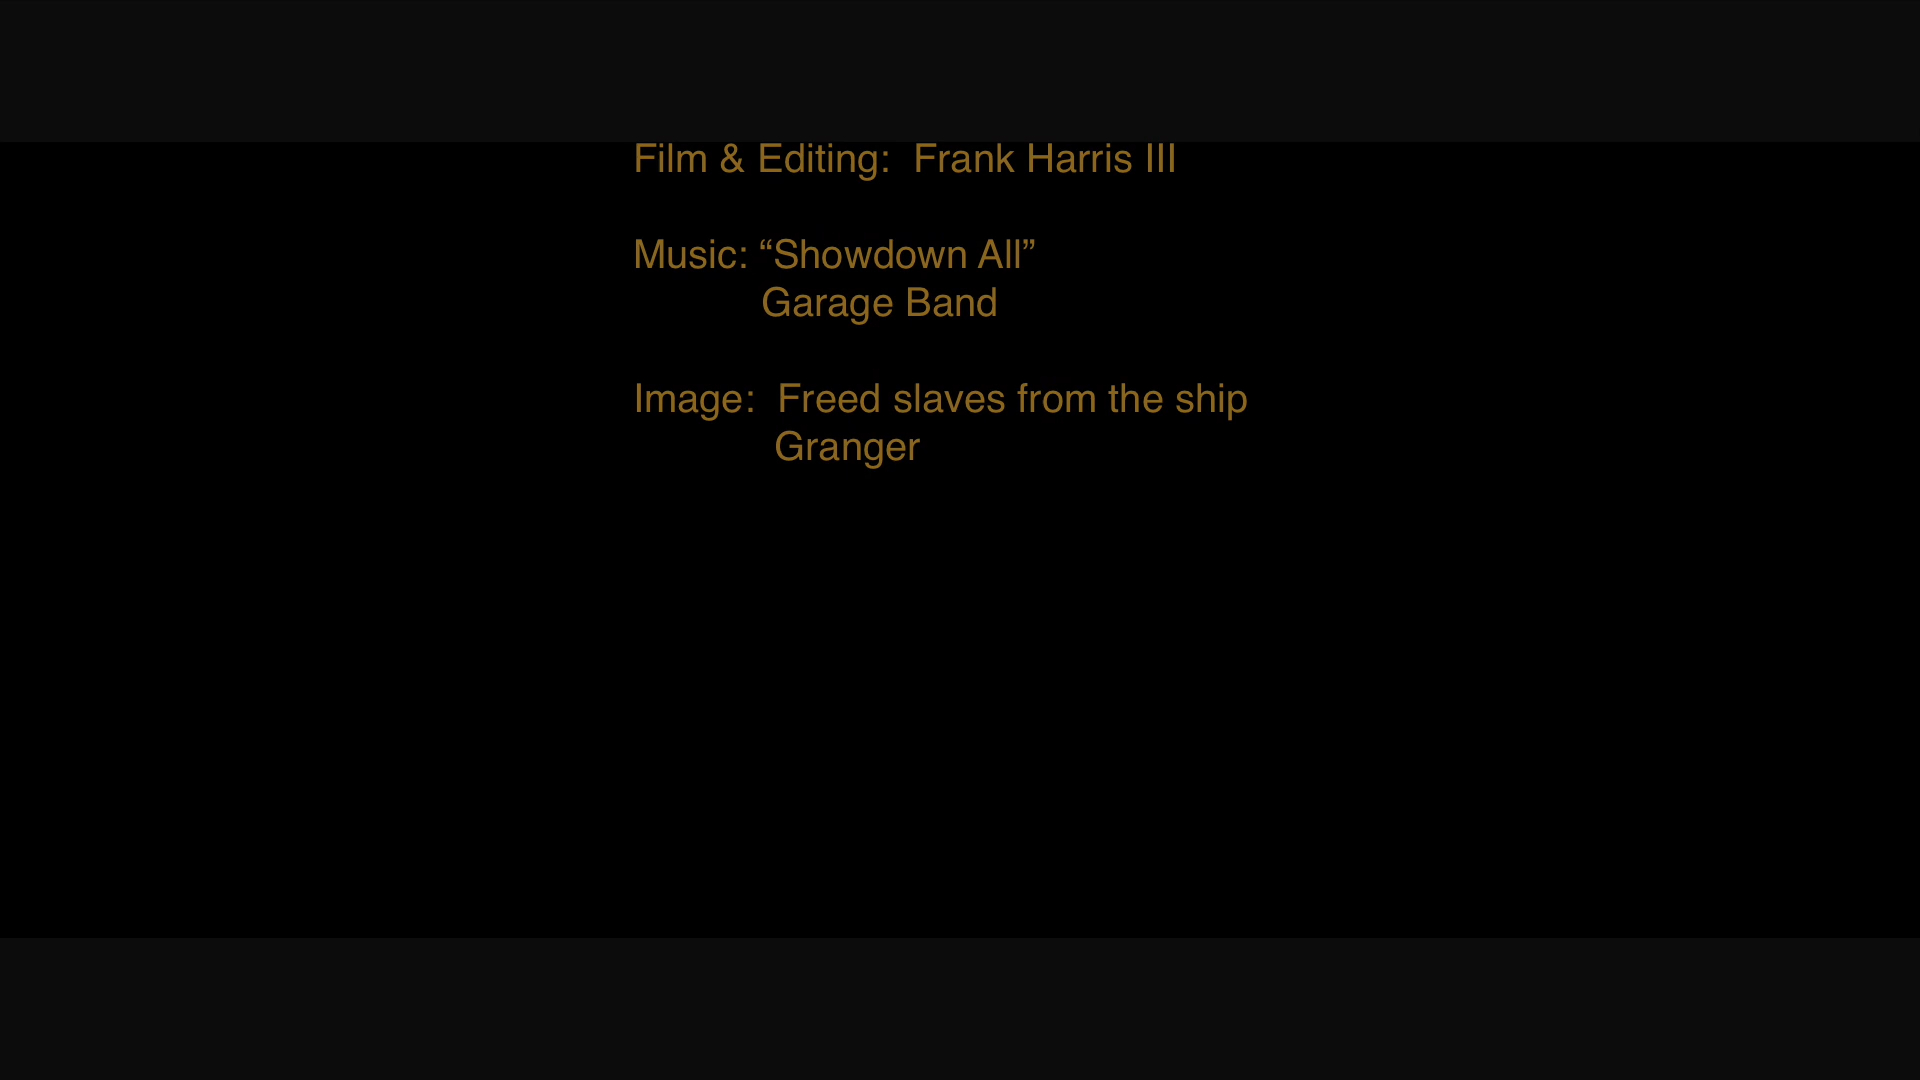 Film & Editing:  Frank Harris III
Music: “Showdown All”
Garage Band
Image:  Freed slaves from the ship
Granger